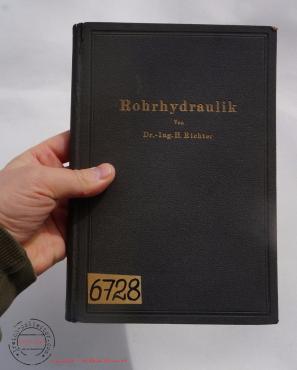 Rohrhydraulik
Von
Dr.-Ing. H. Richter
6728